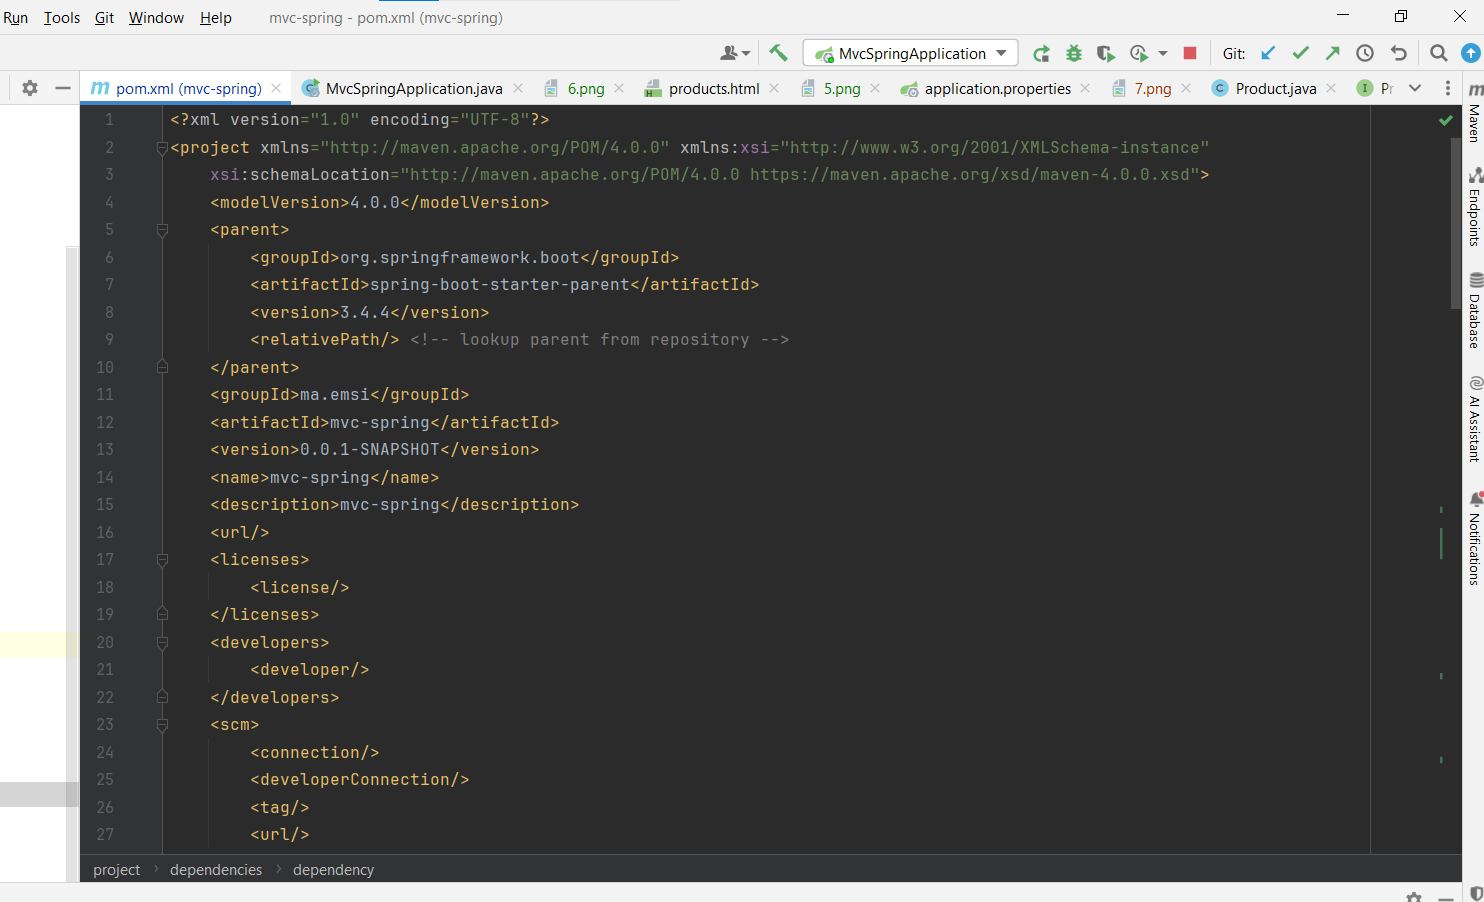 Run Tools Git Window Help mvc-spring - pom.xml (mvc-spring)
MvcSpringApplication Git:
pom.xml (mvc-spring) MvcSpringApplication.java 6.png products.html 5.png application.properties 7.png Product.java Pr
1 <?xml version="1.0" encoding="UTF-8"?>
2 <project xmlns="http://maven.apache.org/POM/4.0.0" xmlns:xsi="http://www.w3.org/2001/XMLSchema-instance"
3 xsi:schemaLocation="http://maven.apache.org/POM/4.0.0 https://maven.apache.org/xsd/maven-4.0.0.xsd">
4 <modelVersion>4.0.0</modelVersion>
5 <parent>
6 <groupId>org.springframework.boot</groupId>
7 <artifactId>spring-boot-starter-parent</artifactId>
8 <version>3.4.4</version>
9 <relativePath/> <!-- lookup parent from repository -->
10 </parent>
11 <groupId>ma.emsi</groupId>
12 <artifactId>mvc-spring</artifactId>
13 <version>0.0.1-SNAPSHOT</version>
14 <name>mvc-spring</name>
15 <description>mvc-spring</description>
16 <url/>
17 <licenses>
18 <license/>
19 </licenses>
20 <developers>
21 <developer/>
22 </developers>
23 <scm>
24 <connection/>
25 <developerConnection/>
26 <tag/>
27 <url/>
project dependencies dependency
Maven
Endpoints
Database
AI Assistant
Notifications